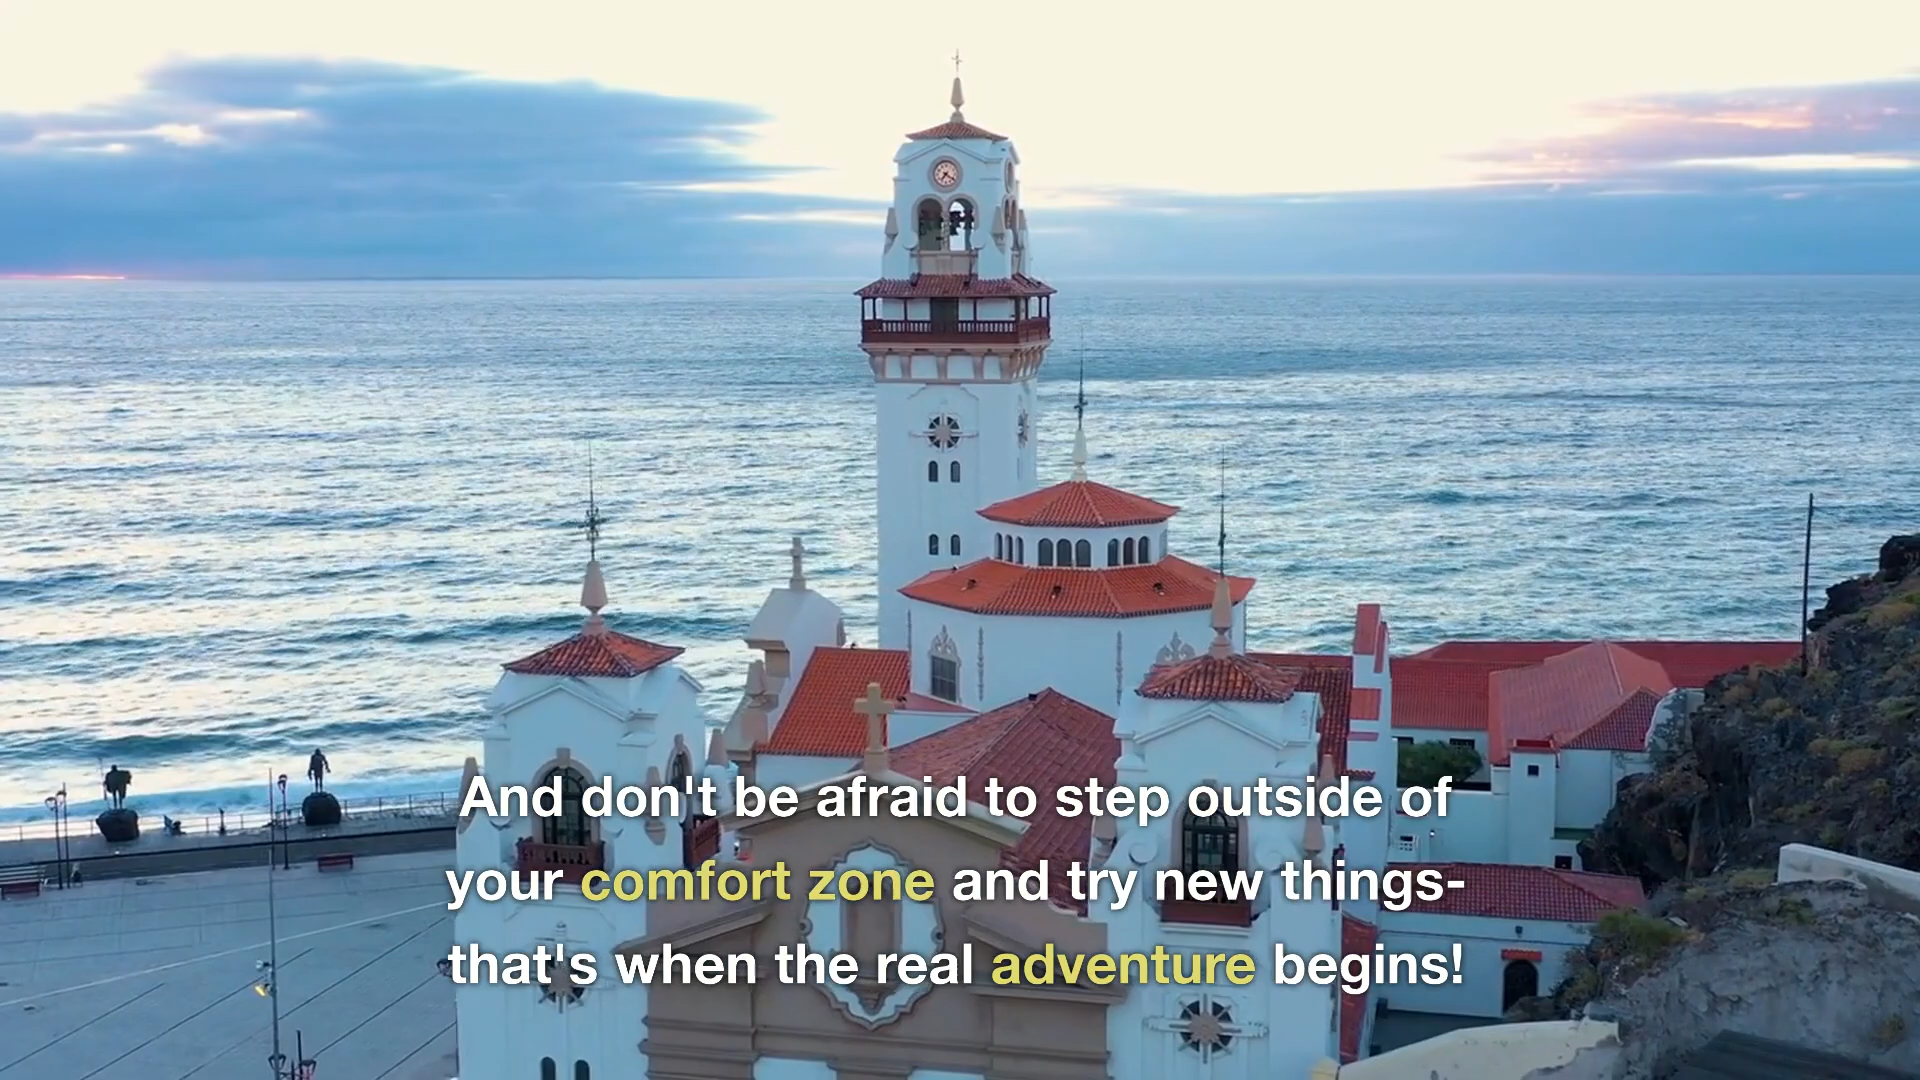 And don't be afraid to step outside of
your comfort zone and try new things-
that's when the real adventure begins!